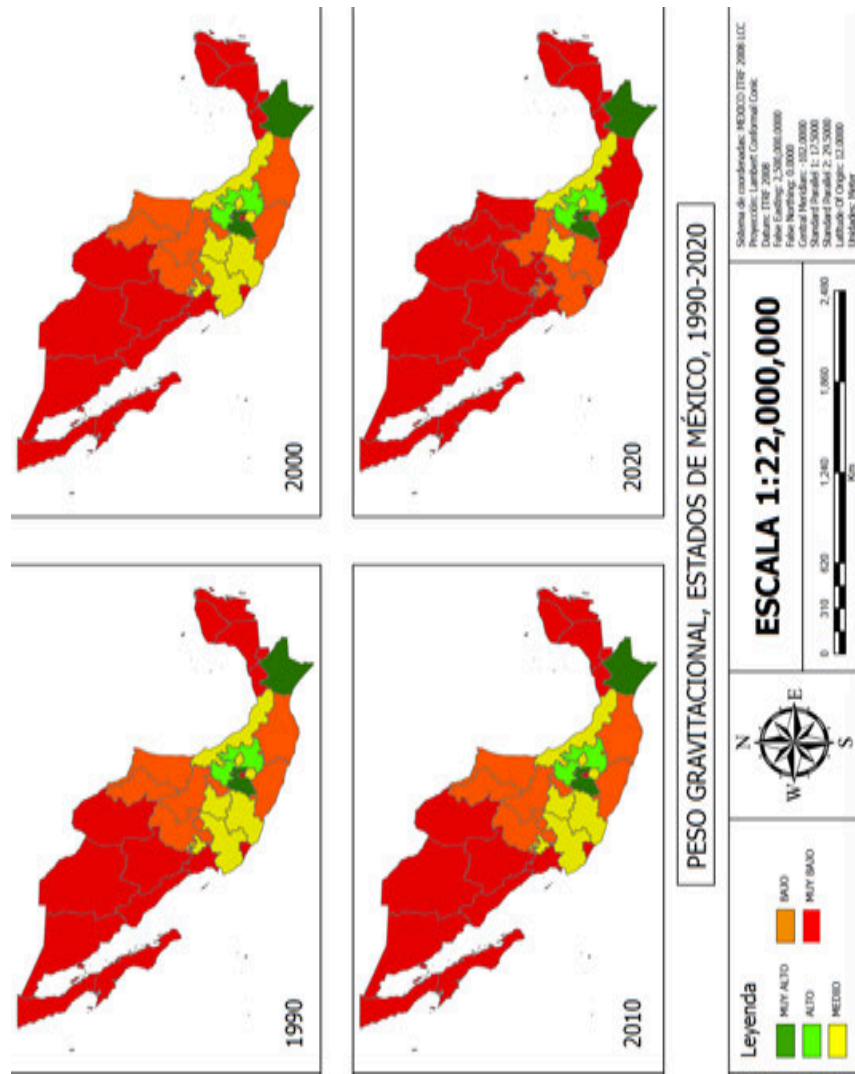 1990
2000
2010
2020
PESO GRAVITACIONAL, ESTADOS DE MÉXICO, 1990-2020
Leyenda
MUY ALTO
ALTO
MEDIO
BAJO
MUY BAJO
N
W
E
S
ESCALA 1:22,000,000
0 310 620 1,240 1,860 2,480
Km
Sistema de coordenadas: MEXICO ITRF 2008 LCC
Proyección: Lambert Conformal Conic
Datum: ITRF 2008
False Easting: 2,500,000.0000
False Northing: 0.0000
Central Meridian: -102.0000
Standard Parallel 1: 17.5000
Standard Parallel 2: 29.5000
Latitude Of Origin: 12.0000
Unidades: Meter